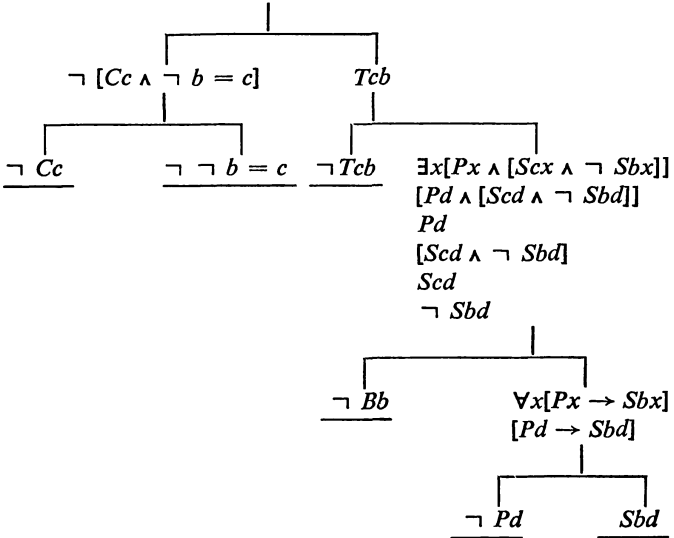 ¬ [Cc ∧ ¬ b = c] Tcb
¬ Cc ¬ ¬ b = c ¬ Tcb ∃x[Px ∧ [Scx ∧ ¬ Sbx]]
[Pd ∧ [Scd ∧ ¬ Sbd]]
Pd
[Scd ∧ ¬ Sbd]
Scd
¬ Sbd
¬ Bb ∀x[Px → Sbx]
[Pd → Sbd]
¬ Pd Sbd